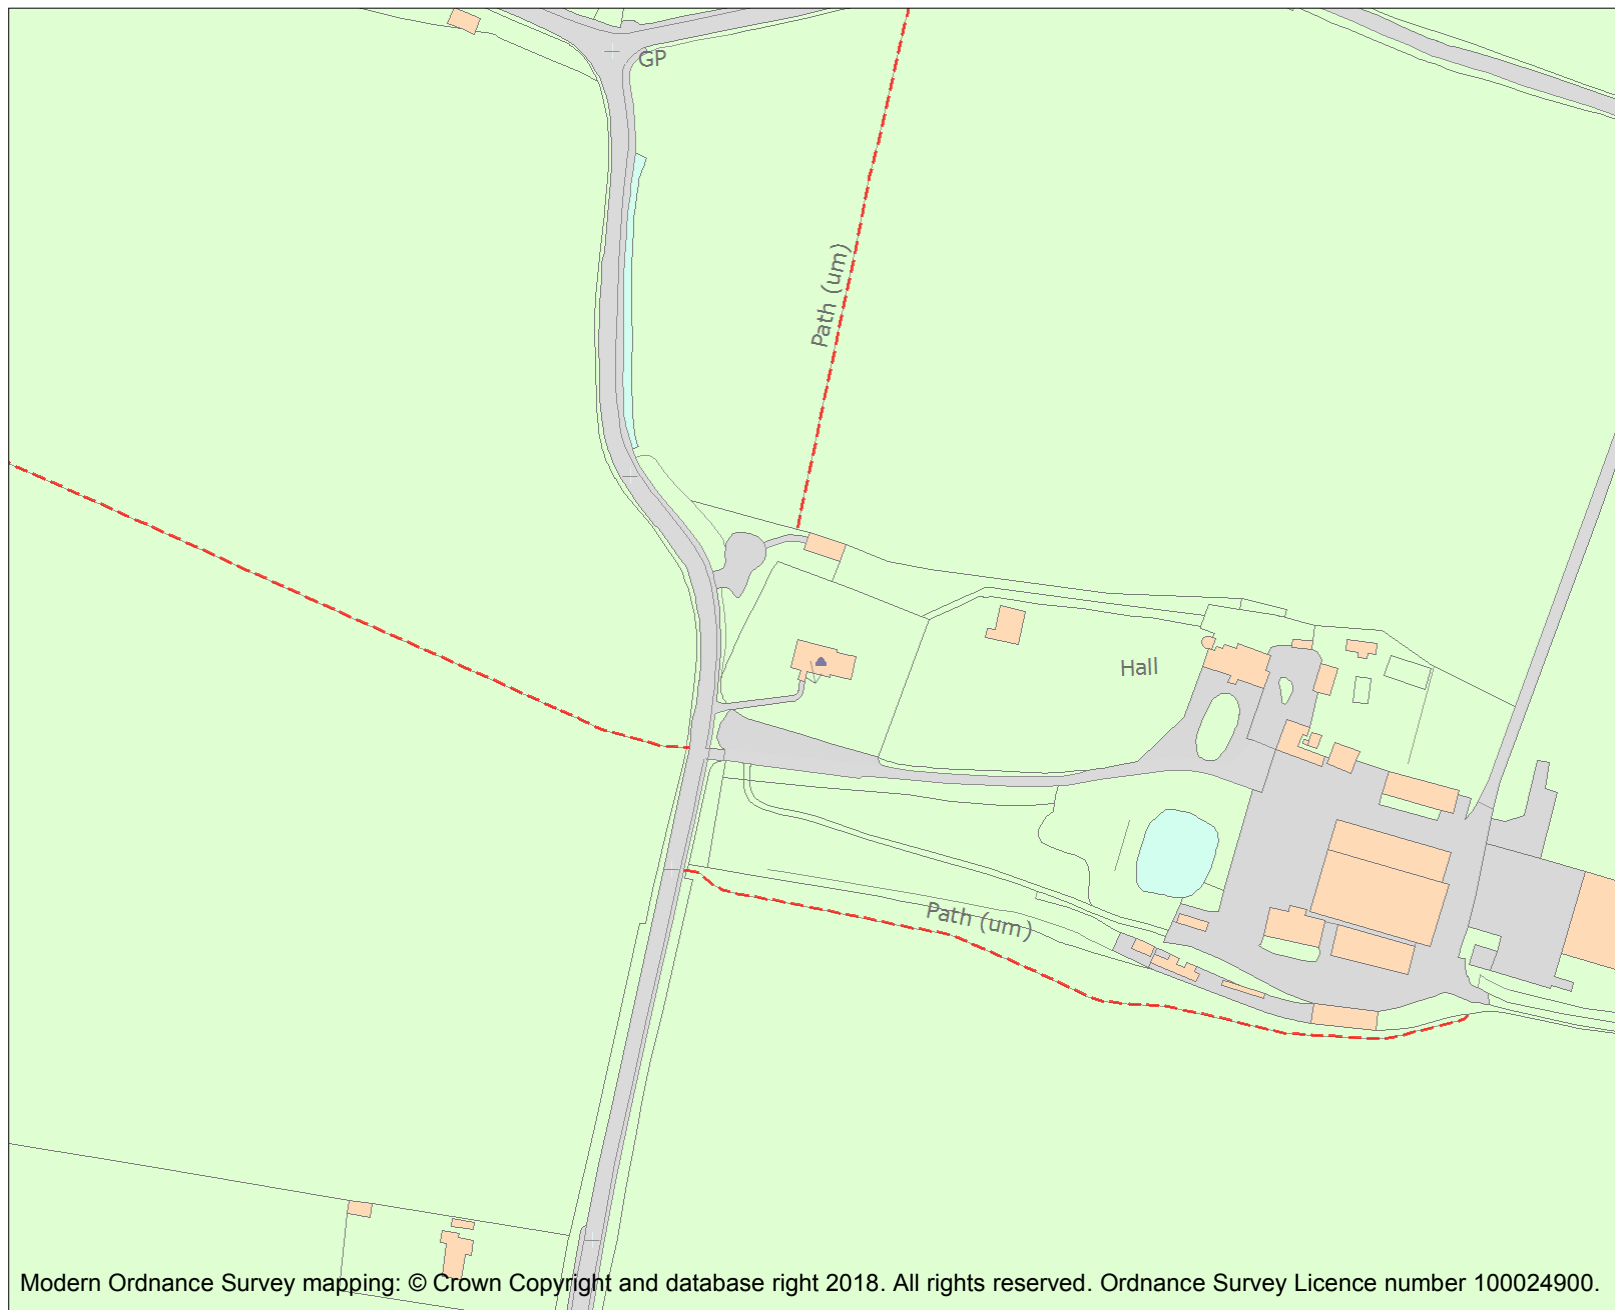 GP
Path (um)
Hall
Path (um)
Modern Ordnance Survey mapping: © Crown Copyright and database right 2018. All rights reserved. Ordnance Survey Licence number 100024900.